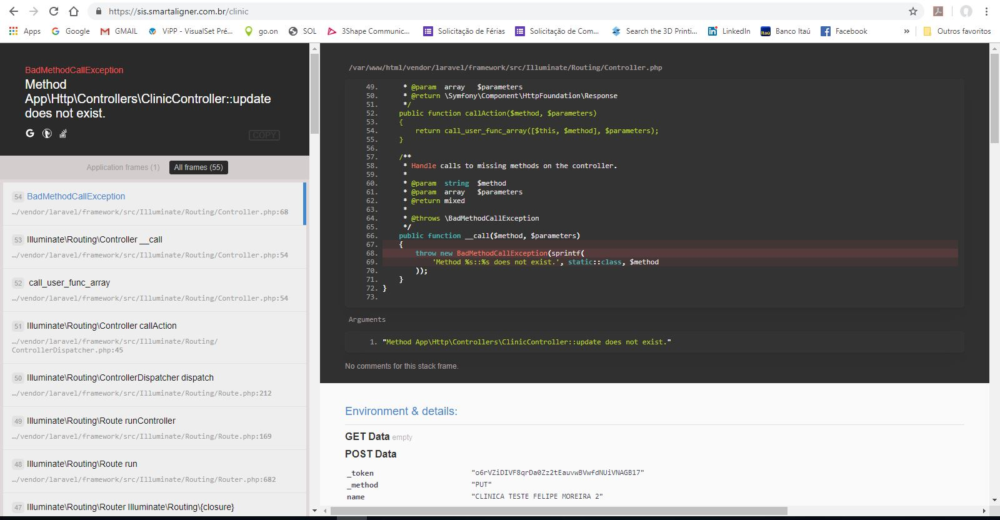 https://sis.smartaligner.com.br/clinic
Apps
Google
GMAIL
ViPP - VisualSet Pré...
go.on
SOL
3Shape Communic...
Solicitação de Férias
Solicitação de Com...
Search the 3D Printi...
LinkedIn
Banco Itaú
Facebook
»
Outros favoritos
BadMethodCallException
Method
App\Http\Controllers\ClinicController::update
does not exist.
COPY
Application frames (1)
All frames (55)
54 BadMethodCallException
…/vendor/laravel/framework/src/Illuminate/Routing/Controller.php:68
53 Illuminate\Routing\Controller __call
…/vendor/laravel/framework/src/Illuminate/Routing/Controller.php:54
52 call_user_func_array
…/vendor/laravel/framework/src/Illuminate/Routing/Controller.php:54
51 Illuminate\Routing\Controller callAction
…/vendor/laravel/framework/src/Illuminate/Routing/
ControllerDispatcher.php:45
50 Illuminate\Routing\ControllerDispatcher dispatch
…/vendor/laravel/framework/src/Illuminate/Routing/Route.php:212
49 Illuminate\Routing\Route runController
…/vendor/laravel/framework/src/Illuminate/Routing/Route.php:169
48 Illuminate\Routing\Route run
…/vendor/laravel/framework/src/Illuminate/Routing/Router.php:682
47 Illuminate\Routing\Router Illuminate\Routing\{closure}
/var/www/html/vendor/laravel/framework/src/Illuminate/Routing/Controller.php
49. * @param array $parameters
50. * @return \Symfony\Component\HttpFoundation\Response
51. */
52. public function callAction($method, $parameters)
53. {
54. return call_user_func_array([$this, $method], $parameters);
55. }
56.
57. /**
58. * Handle calls to missing methods on the controller.
59. *
60. * @param string $method
61. * @param array $parameters
62. * @return mixed
63. *
64. * @throws \BadMethodCallException
65. */
66. public function __call($method, $parameters)
67. {
68. throw new BadMethodCallException(sprintf(
69. 'Method %s::%s does not exist.', static::class, $method
70. ));
71. }
72. }
73.
Arguments
1. "Method App\Http\Controllers\ClinicController::update does not exist."
No comments for this stack frame.
Environment & details:
GET Data empty
POST Data
_token "o6rVZiDIVF8qrDa0Zz2tEauvwBVwfdNUiVNAGB17"
_method "PUT"
name "CLINICA TESTE FELIPE MOREIRA 2"